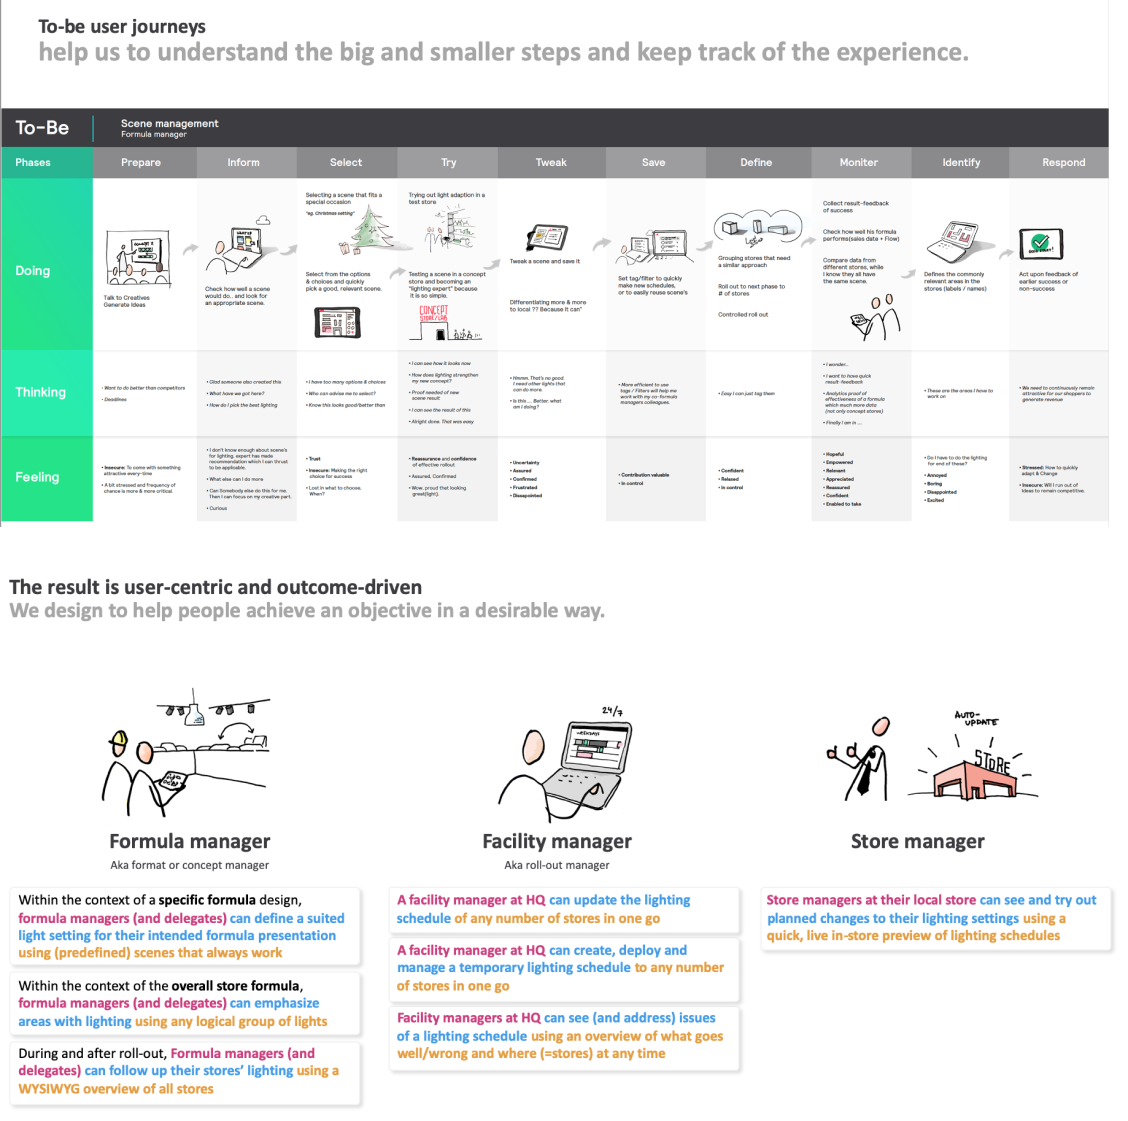 To-be user journeys
help us to understand the big and smaller steps and keep track of the experience.
To-Be
Scene management
Formula manager
Phases
Prepare
Inform
Select
Try
Tweak
Save
Define
Moniter
Identify
Respond
Doing
Talk to Creatives
Generate Ideas
Check how well a scene
would do.. and look for
an appropriate scene.
Selecting a scene that fits a
special occasion
"eg. Christmas setting"
Select from the options
& choices and quickly
pick a good, relevant scene.
Trying out light adaption in a
test store
Testing a scene in a concept
store and becoming an
"lighting expert" because
it is so simple.
CONCEPT
STORE/LAB
Tweak a scene and save it
Differentiating more & more
to local ?? Because it can"
Set tag/filter to quickly
make new schedules,
or to easily reuse scene's
Grouping stores that need
a similar approach
Roll out to next phase to
# of stores
Controlled roll out
Collect result-feedback
of success
Check how well his formula
performs(sales data + Flow)
Compare data from
different stores, while
I know they all have
the same scene.
Defines the commonly
relevant areas in the
stores (labels / names)
Act upon feedback of
earlier success or
non-success
Thinking
• Want to do better than competitors
• Deadlines
• Glad someone also created this
• What have we got here?
• How do I pick the best lighting
• I have too many options & choices
• Who can advise me to select?
• Know this looks good/better than
• I can see how it looks now
• How does lighting strengthen
my new concept?
• Proof needed of new
scene result
• I can see the result of this
• Alright done. That was easy
• Hmmm. That's no good.
I need other lights that
can do more.
• Is this ... Better. what
am I doing?
• More efficient to use
tags / Filters will help me
work with my co-formula
managers colleagues.
• Easy I can just tag them
• I wonder...
• I want to have quick
result-feedback
• Analytics proof of
effectiveness of a formula
which much more data
(not only concept stores)
• Finally I am in ...
• These are the areas I have to
work on
• We need to continuously remain
attractive for our shoppers to
generate revenue
Feeling
• Insecure: To come with something
attractive every-time
• A bit stressed and frequency of
chance is more & more critical.
• I don't know enough about scene's
for lighting, expert has made
recommendation which I can thrust
to be applicable.
• What else can I do more
• Can Somebody else do this for me,
Then I can focus on my creative part.
• Curious
• Trust
• Insecure: Making the right
choice for success
• Lost in what to choose,
When?
• Reassurance and confidence
of effective rollout
• Assured, Confirmed
• Wow, proud that looking
great(light).
• Uncertainty
• Assured
• Confirmed
• Frustrated
• Dissapointed
• Contribution valuable
• In control
• Confident
• Relaxed
• In control
• Hopeful
• Empowered
• Relevant
• Appreciated
• Reassured
• Confident
• Enabled to take
• Do I have to do the lighting
for end of these?
• Annoyed
• Boring
• Disappointed
• Excited
• Stressed: How to quickly
adapt & Change
• Insecure: Will I run out of
ideas to remain competitive.
The result is user-centric and outcome-driven
We design to help people achieve an objective in a desirable way.
24/7
AUTO-
UPDATE
STORE
Formula manager
Aka format or concept manager
Facility manager
Aka roll-out manager
Store manager
Within the context of a specific formula design,
formula managers (and delegates) can define a suited
light setting for their intended formula presentation
using (predefined) scenes that always work
Within the context of the overall store formula,
formula managers (and delegates) can emphasize
areas with lighting using any logical group of lights
During and after roll-out, Formula managers (and
delegates) can follow up their stores' lighting using a
WYSIWYG overview of all stores
A facility manager at HQ can update the lighting
schedule of any number of stores in one go
A facility manager at HQ can create, deploy and
manage a temporary lighting schedule to any number
of stores in one go
Facility managers at HQ can see (and address) issues
of a lighting schedule using an overview of what goes
well/wrong and where (=stores) at any time
Store managers at their local store can see and try out
planned changes to their lighting settings using a
quick, live in-store preview of lighting schedules